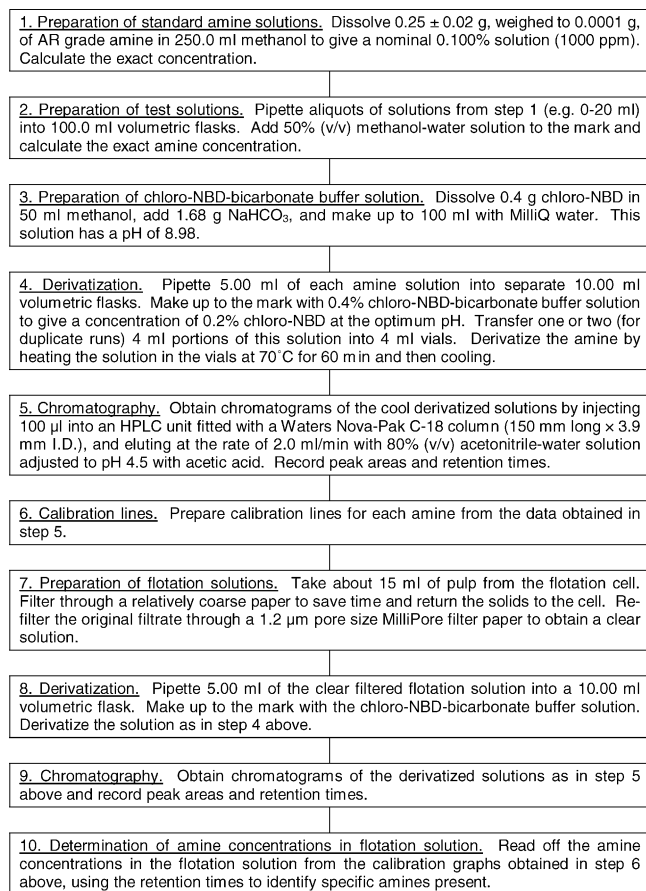 1. Preparation of standard amine solutions. Dissolve 0.25 ± 0.02 g, weighed to 0.0001 g,
of AR grade amine in 250.0 ml methanol to give a nominal 0.100% solution (1000 ppm).
Calculate the exact concentration.
2. Preparation of test solutions. Pipette aliquots of solutions from step 1 (e.g. 0-20 ml)
into 100.0 ml volumetric flasks. Add 50% (v/v) methanol-water solution to the mark and
calculate the exact amine concentration.
3. Preparation of chloro-NBD-bicarbonate buffer solution. Dissolve 0.4 g chloro-NBD in
50 ml methanol, add 1.68 g NaHCO₃, and make up to 100 ml with MilliQ water. This
solution has a pH of 8.98.
4. Derivatization. Pipette 5.00 ml of each amine solution into separate 10.00 ml
volumetric flasks. Make up to the mark with 0.4% chloro-NBD-bicarbonate buffer solution
to give a concentration of 0.2% chloro-NBD at the optimum pH. Transfer one or two (for
duplicate runs) 4 ml portions of this solution into 4 ml vials. Derivatize the amine by
heating the solution in the vials at 70°C for 60 min and then cooling.
5. Chromatography. Obtain chromatograms of the cool derivatized solutions by injecting
100 µl into an HPLC unit fitted with a Waters Nova-Pak C-18 column (150 mm long × 3.9
mm I.D.), and eluting at the rate of 2.0 ml/min with 80% (v/v) acetonitrile-water solution
adjusted to pH 4.5 with acetic acid. Record peak areas and retention times.
6. Calibration lines. Prepare calibration lines for each amine from the data obtained in
step 5.
7. Preparation of flotation solutions. Take about 15 ml of pulp from the flotation cell.
Filter through a relatively coarse paper to save time and return the solids to the cell. Re-
filter the original filtrate through a 1.2 µm pore size MilliPore filter paper to obtain a clear
solution.
8. Derivatization. Pipette 5.00 ml of the clear filtered flotation solution into a 10.00 ml
volumetric flask. Make up to the mark with the chloro-NBD-bicarbonate buffer solution.
Derivatize the solution as in step 4 above.
9. Chromatography. Obtain chromatograms of the derivatized solutions as in step 5
above and record peak areas and retention times.
10. Determination of amine concentrations in flotation solution. Read off the amine
concentrations in the flotation solution from the calibration graphs obtained in step 6
above, using the retention times to identify specific amines present.